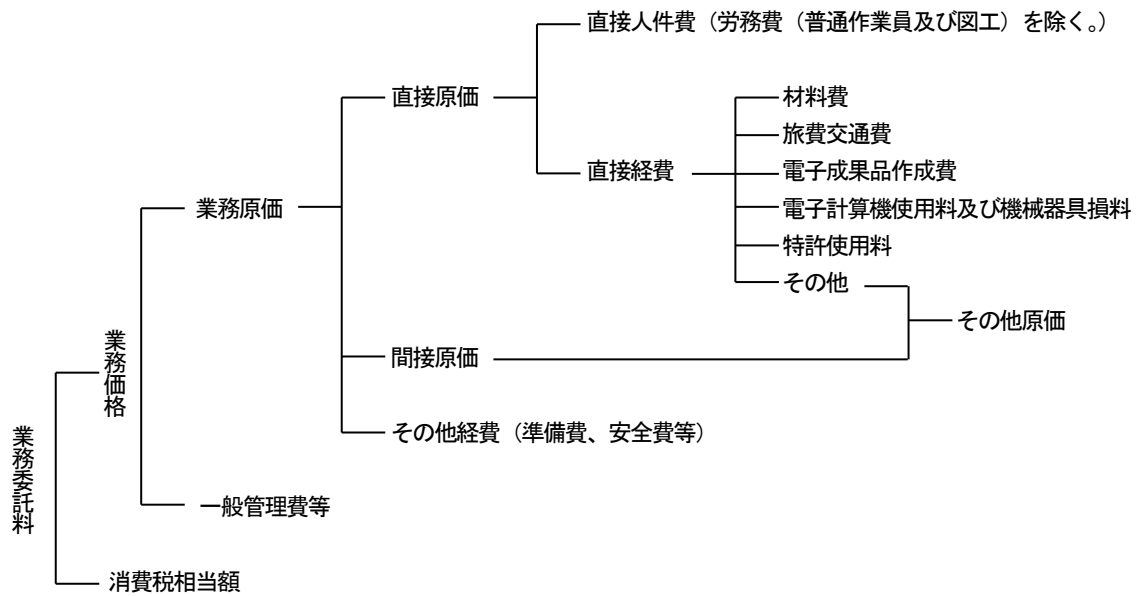 直接人件費（労務費（普通作業員及び図工）を除く。）
直接原価
材料費
旅費交通費
直接経費
電子成果品作成費
業務原価
電子計算機使用料及び機械器具損料
特許使用料
その他
その他原価
間接原価
業務価格
その他経費（準備費、安全費等）
業務委託料
一般管理費等
消費税相当額